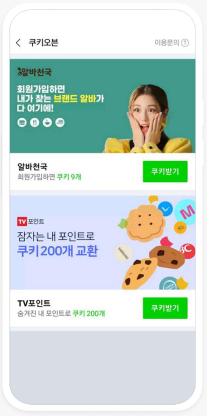 쿠키오븐
이용문의 ?
알바천국
회원가입하면
내가 찾는 브랜드 알바가
다 여기에!
알바천국
회원가입하면 쿠키 9개
쿠키받기
TV포인트
잠자는 내 포인트로
쿠키 200개 교환
M
TV포인트
숨겨진 내 포인트로 쿠키 200개
쿠키받기